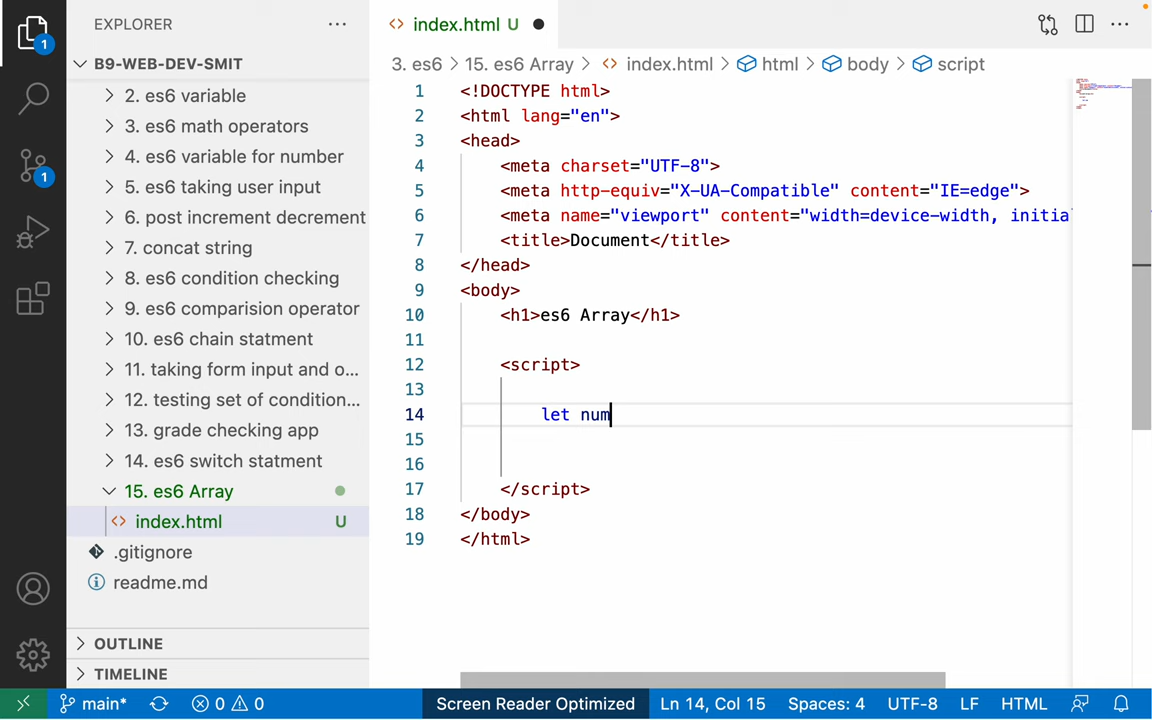 EXPLORER
B9-WEB-DEV-SMIT
2. es6 variable
3. es6 math operators
4. es6 variable for number
5. es6 taking user input
6. post increment decrement
7. concat string
8. es6 condition checking
9. es6 comparision operator
10. es6 chain statment
11. taking form input and o...
12. testing set of condition...
13. grade checking app
14. es6 switch statment
15. es6 Array
<> index.html U
.gitignore
readme.md
OUTLINE
TIMELINE
1
1
<> index.html U
3. es6 > 15. es6 Array > <> index.html > html > body > script
1 <!DOCTYPE html>
2 <html lang="en">
3 <head>
4 <meta charset="UTF-8">
5 <meta http-equiv="X-UA-Compatible" content="IE=edge">
6 <meta name="viewport" content="width=device-width, initial
7 <title>Document</title>
8 </head>
9 <body>
10 <h1>es6 Array</h1>
11
12 <script>
13
14 let num
15
16
17 </script>
18 </body>
19 </html>
main* 0 0 Screen Reader Optimized Ln 14, Col 15 Spaces: 4 UTF-8 LF HTML